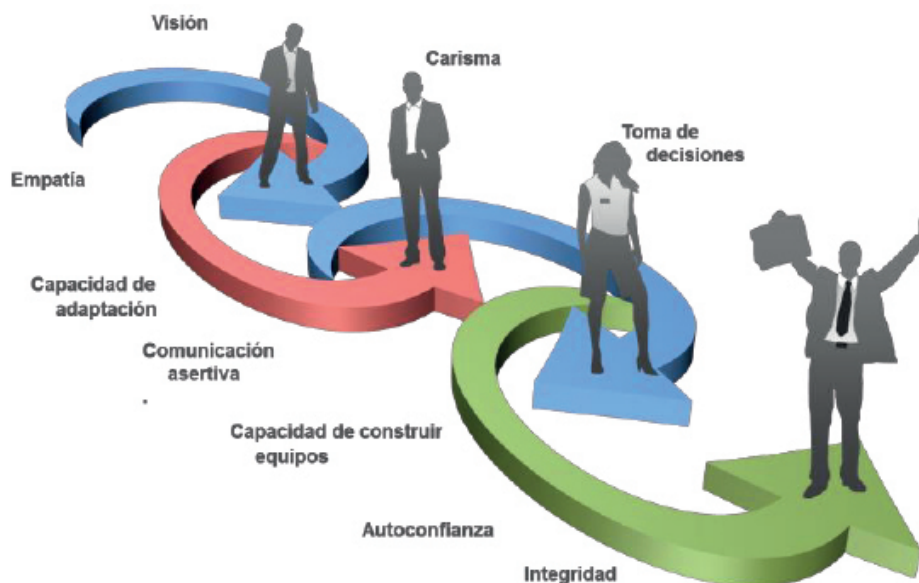 Visión
Carisma
Toma de
decisiones
Empatía
Capacidad de
adaptación
Comunicación
asertiva
Capacidad de construir
equipos
Autoconfianza
Integridad